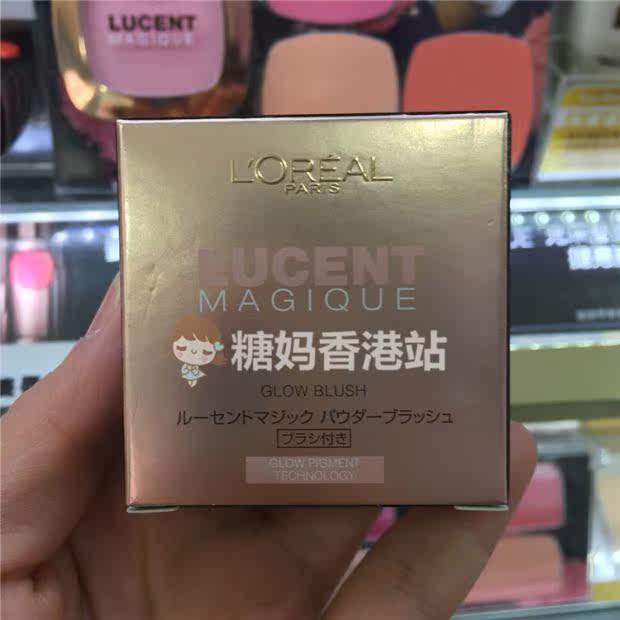 LUCENT
MAGIQUE
L'ORÉAL
PARIS
LUCENT
MAGIQUE
糖妈香港站
GLOW BLUSH
ルーセントマジック パウダーブラッシュ
ブラシ付き
GLOW PIGMENT
TECHNOLOGY